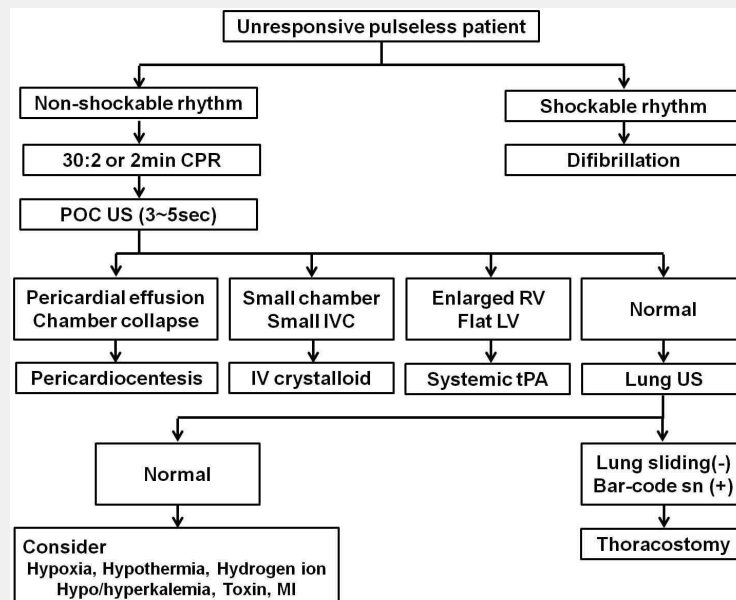 Unresponsive pulseless patient
Non-shockable rhythm
Shockable rhythm
30:2 or 2min CPR
Difibrillation
POC US (3~5sec)
Pericardial effusion
Chamber collapse
Small chamber
Small IVC
Enlarged RV
Flat LV
Normal
Pericardiocentesis
IV crystalloid
Systemic tPA
Lung US
Normal
Lung sliding(-)
Bar-code sn (+)
Thoracostomy
Consider
Hypoxia, Hypothermia, Hydrogen ion
Hypo/hyperkalemia, Toxin, MI